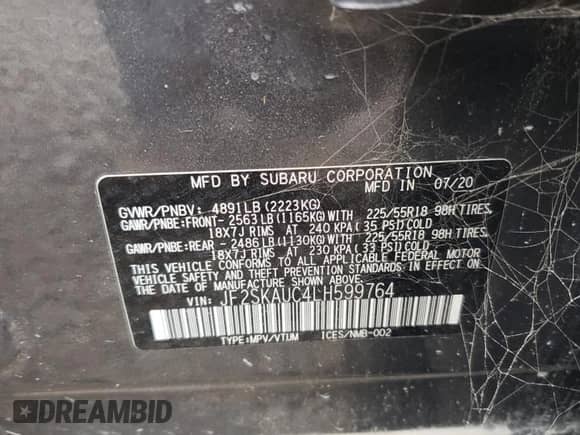 MFD BY SUBARU CORPORATION
MFD IN 07/20
GVWR/PNBV: 4891LB (2223KG)
GAWR/PNBE:FRONT- 2563LB (1165KG)WITH 225/55R18 98H TIRES,
18X7J RIMS AT 240 KPA(35 PSI)COLD
GAWR/PNBE:REAR - 2486LB(1130KG)WITH 225/55R18 98H TIRES,
18X7J RIMS AT 230 KPA(33 PSI)COLD
THIS VEHICLE CONFORMS TO ALL APPLICABLE FEDERAL MOTOR
VEHICLE SAFETY AND THEFT PREVENTION STANDARDS IN
EFFECT ON THE DATE OF MANUFACTURE SHOWN ABOVE.
VIN: JF2SKAUC4LH599764
TYPE:MPV/VTUM ICES/NMB-002
DREAMBID